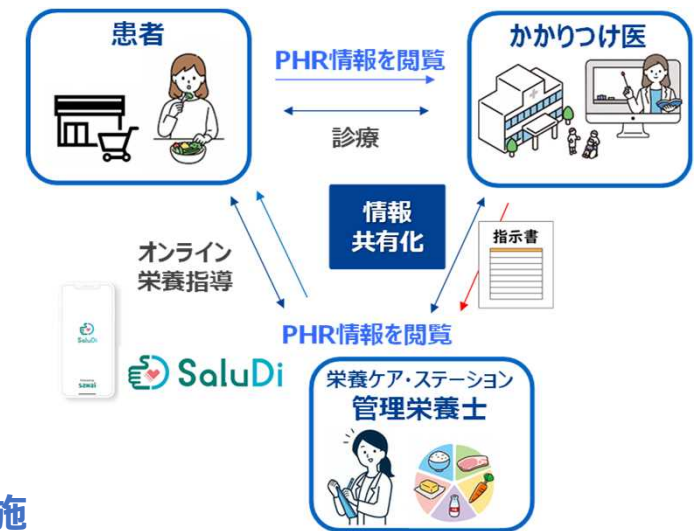 患者
PHR情報を閲覧
かかりつけ医
診療
情報
共有化
指示書
オンライン
栄養指導
SaluDi
sawai
PHR情報を閲覧
SaluDi
栄養ケア・ステーション
管理栄養士
施